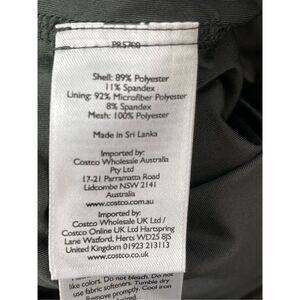 Shell: 89% Polyester
11% Spandex
Lining: 92% Microfiber Polyester
8% Spandex
Mesh: 100% Polyester
Made in Sri Lanka
Imported by:
Costco Wholesale Australia
Pty Ltd
17-21 Parramatta Road
Lidcombe NSW 2141
Australia
www.costco.com.au
Imported by:
Costco Wholesale UK Ltd /
Costco Online UK Ltd Hartspring
Lane Watford, Herts WD25 8JS
United Kingdom 01923 213113
www.costco.co.uk
like colors. Do not bleach. Do not
use fabric softeners. Tumble dry
Remove promptly. Cool iron